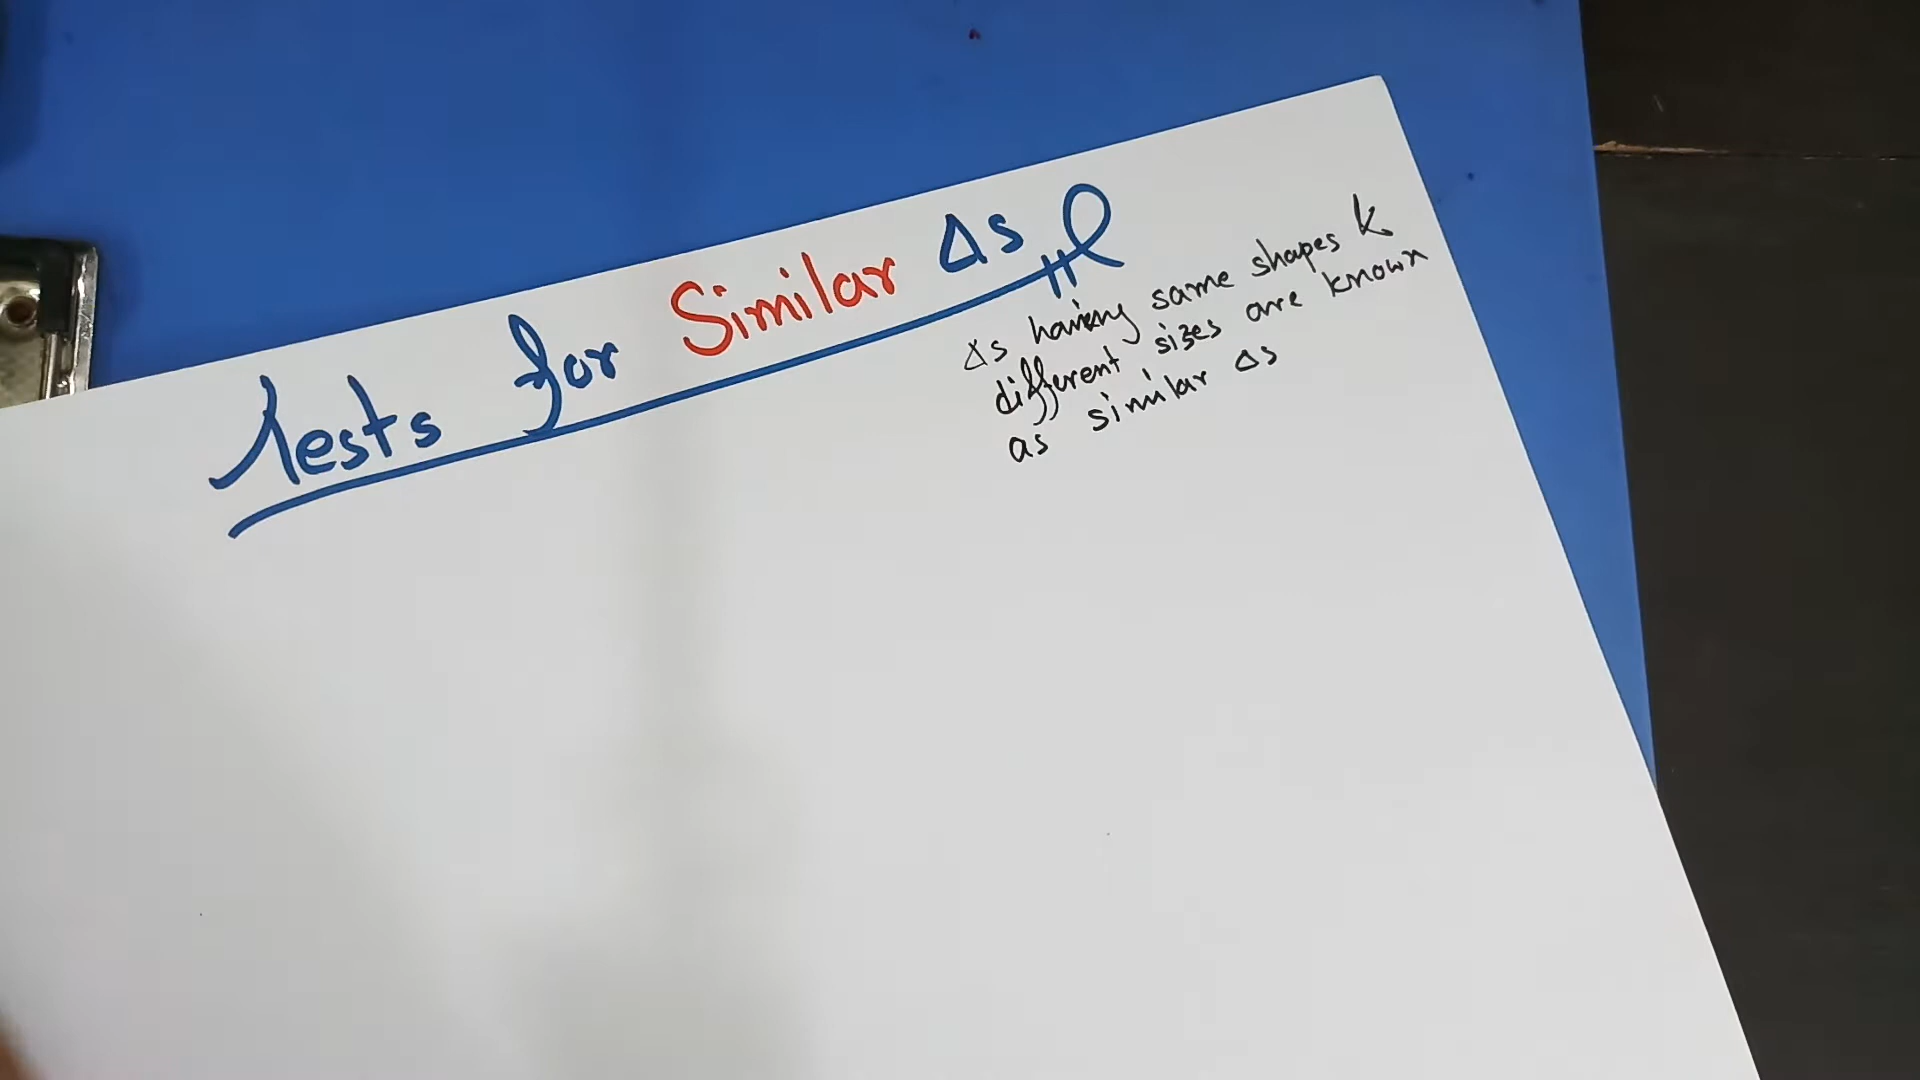 Tests for Similar Δs
Δs having same shapes &
different sizes are known
as similar Δs